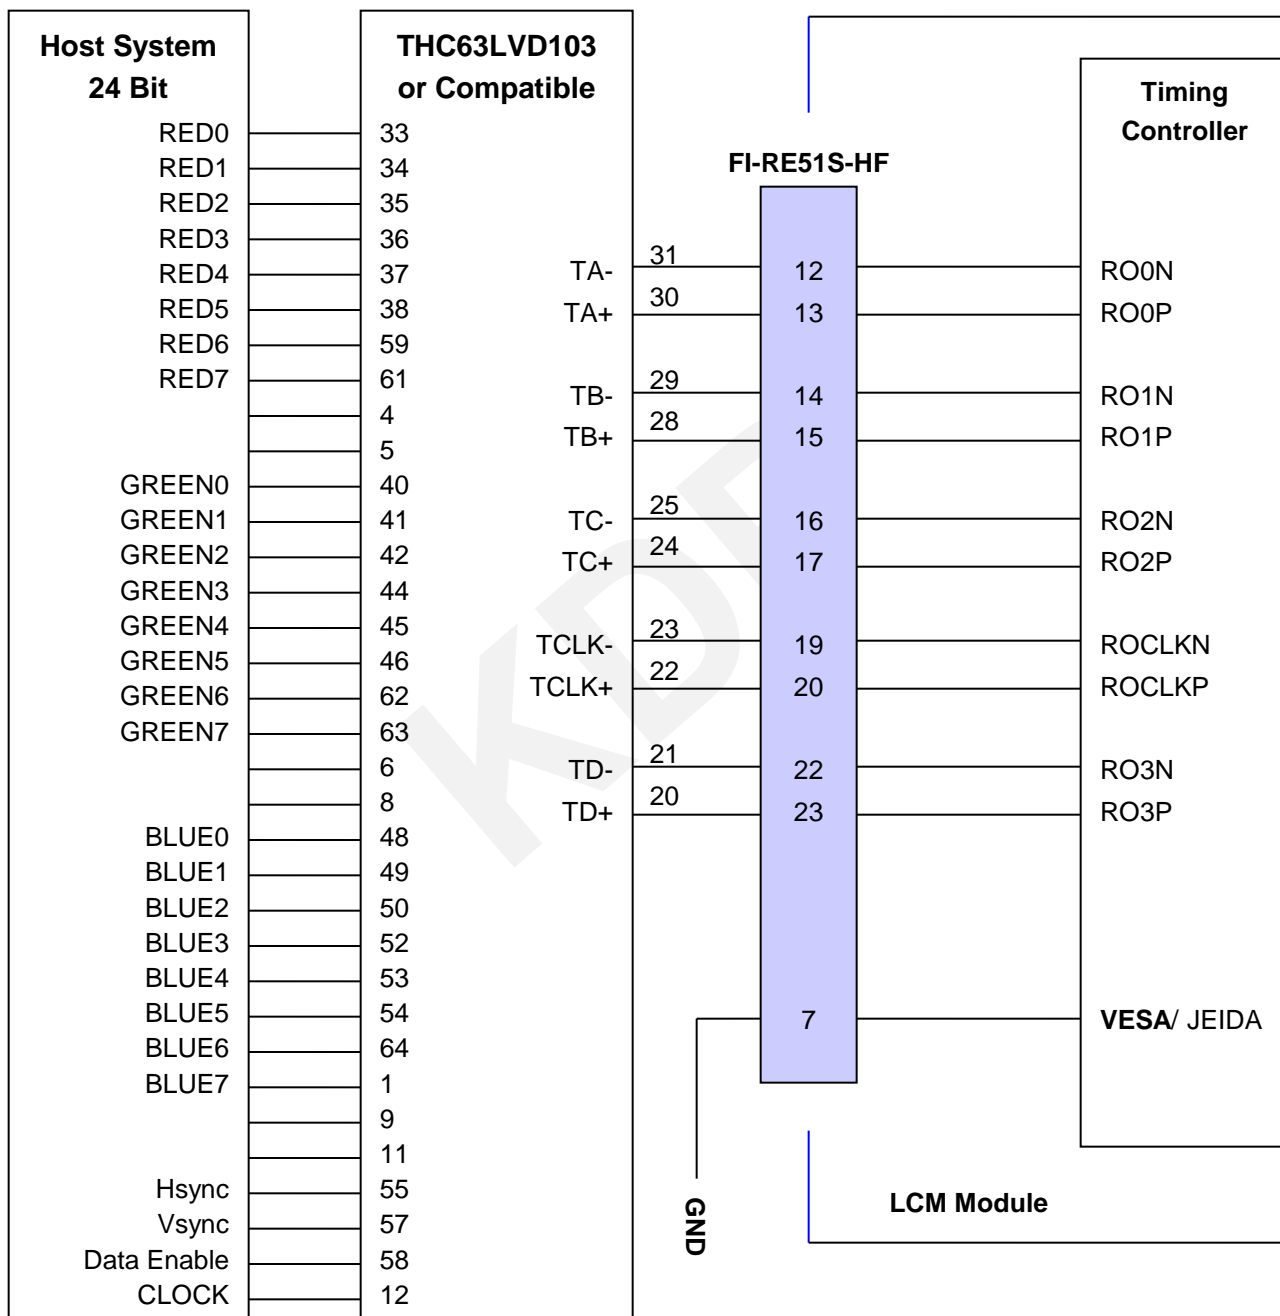 Host System
24 Bit
THC63LVD103
or Compatible
Timing
Controller
FI-RE51S-HF
RED0 33
RED1 34
RED2 35
RED3 36
RED4 37
RED5 38
RED6 59
RED7 61
4
5
GREEN0 40
GREEN1 41
GREEN2 42
GREEN3 44
GREEN4 45
GREEN5 46
GREEN6 62
GREEN7 63
6
8
BLUE0 48
BLUE1 49
BLUE2 50
BLUE3 52
BLUE4 53
BLUE5 54
BLUE6 64
BLUE7 1
9
11
Hsync 55
Vsync 57
Data Enable 58
CLOCK 12
TA- 31 12 RO0N
TA+ 30 13 RO0P
TB- 29 14 RO1N
TB+ 28 15 RO1P
TC- 25 16 RO2N
TC+ 24 17 RO2P
TCLK- 23 19 ROCLKN
TCLK+ 22 20 ROCLKP
TD- 21 22 RO3N
TD+ 20 23 RO3P
7 VESA/ JEIDA
GND
LCM Module